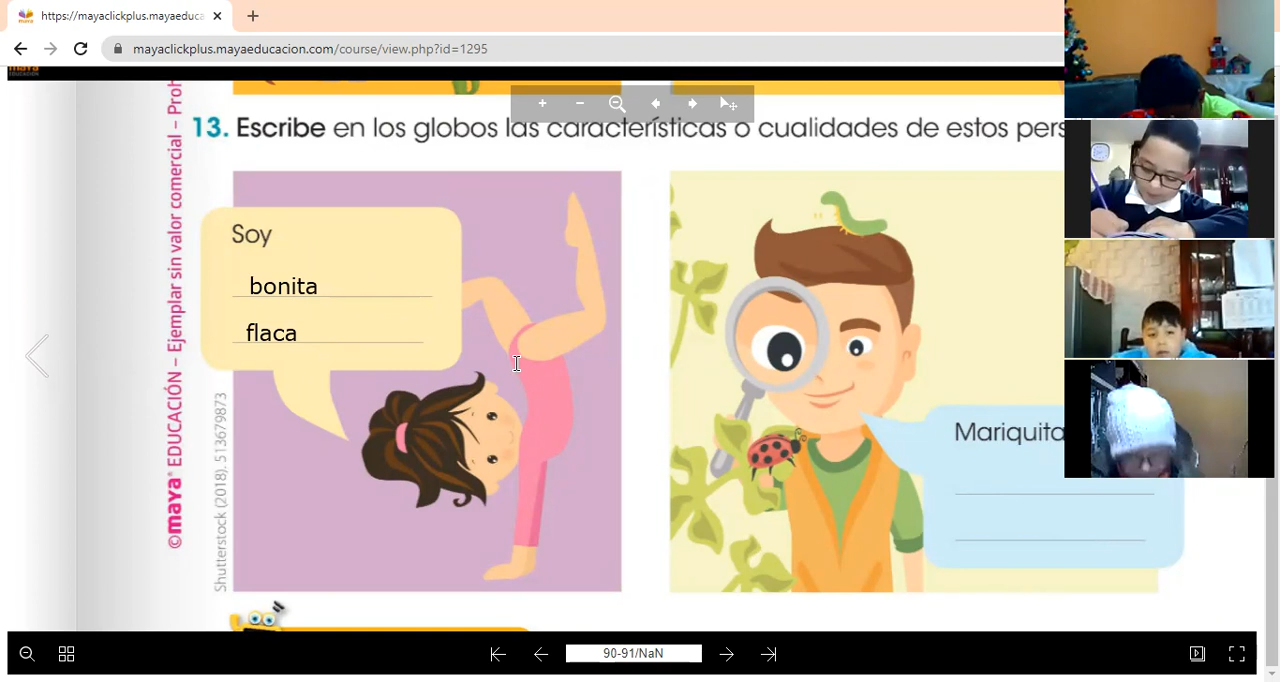 https://mayaclickplus.mayaeduca
mayaclickplus.mayaeducacion.com/course/view.php?id=1295
maya
EDUCACIÓN
13. Escribe en los globos las características o cualidades de estos pers
Soy
bonita
flaca
Mariquita
©maya® EDUCACIÓN – Ejemplar sin valor comercial – Proh
Shutterstock (2018). 513679873
90-91/NaN